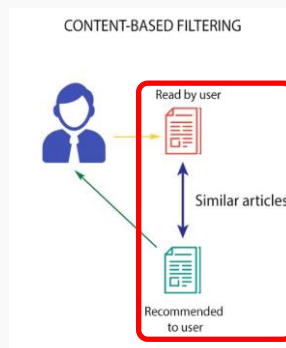 CONTENT-BASED FILTERING
Read by user
Similar articles
Recommended
to user